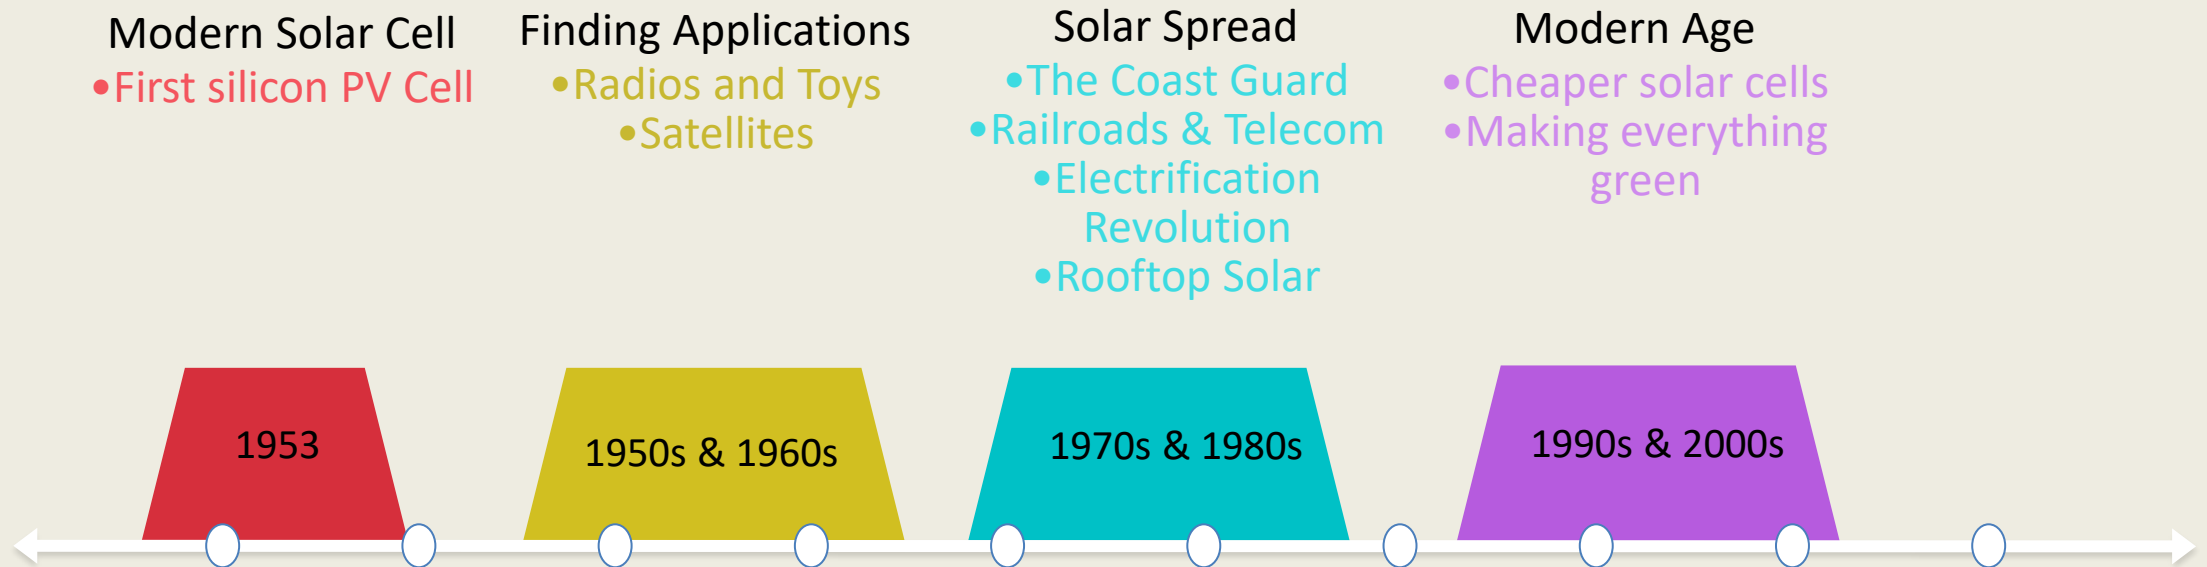 Modern Solar Cell
•First silicon PV Cell
Finding Applications
•Radios and Toys
•Satellites
Solar Spread
•The Coast Guard
•Railroads & Telecom
•Electrification
Revolution
•Rooftop Solar
Modern Age
•Cheaper solar cells
•Making everything
green
1953
1950s & 1960s
1970s & 1980s
1990s & 2000s